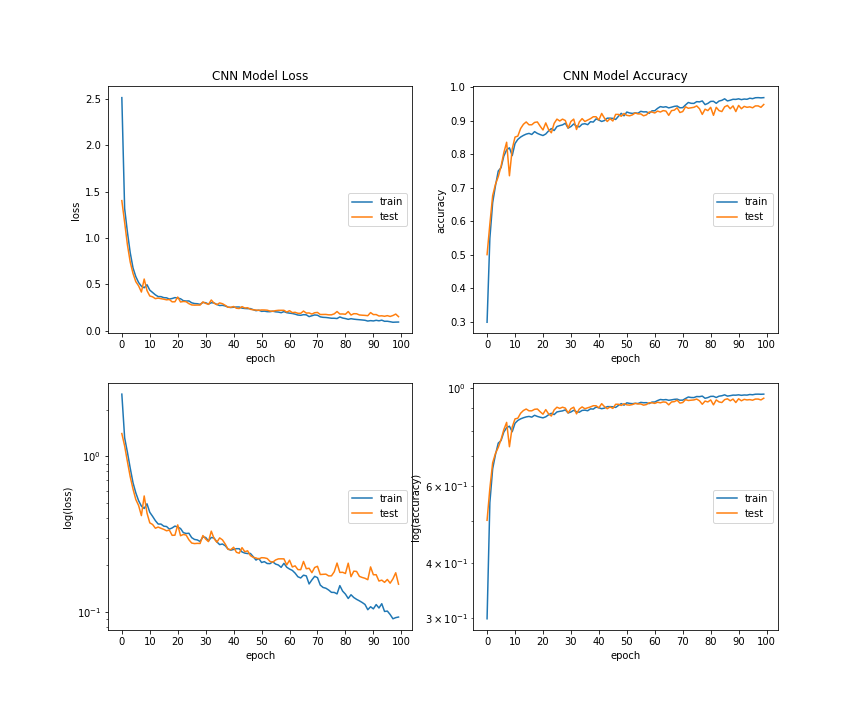 CNN Model Loss
2.5
2.0
1.5
1.0
0.5
0.0
loss
train
test
0 10 20 30 40 50 60 70 80 90 100
epoch
CNN Model Accuracy
1.0
0.9
0.8
0.7
0.6
0.5
0.4
0.3
accuracy
train
test
0 10 20 30 40 50 60 70 80 90 100
epoch
10⁰
10⁻¹
log(loss)
train
test
0 10 20 30 40 50 60 70 80 90 100
epoch
10⁰
6 × 10⁻¹
4 × 10⁻¹
3 × 10⁻¹
log(accuracy)
train
test
0 10 20 30 40 50 60 70 80 90 100
epoch